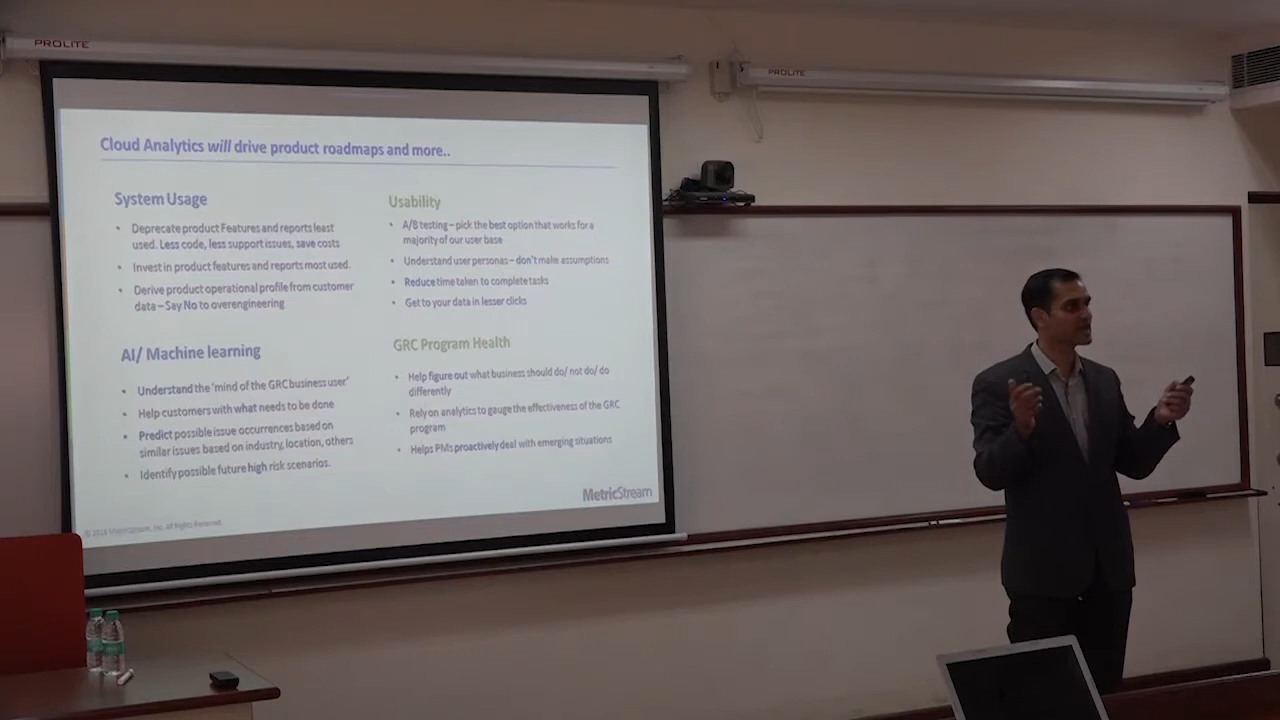 PROLITE
PROLITE
Cloud Analytics will drive product roadmaps and more..
System Usage
• Deprecate product Features and reports least
used. Less code, less support issues, save costs
• Invest in product features and reports most used.
• Derive product operational profile from customer
data – Say No to overengineering
Usability
• A/B testing – pick the best option that works for a
majority of our user base
• Understand user personas – don't make assumptions
• Reduce time taken to complete tasks
• Get to your data in lesser clicks
AI/ Machine learning
• Understand the 'mind of the GRC business user'
• Help customers with what needs to be done
• Predict possible issue occurrences based on
similar issues based on industry, location, others
• Identify possible future high risk scenarios.
GRC Program Health
• Help figure out what business should do/ not do/ do
differently
• Rely on analytics to gauge the effectiveness of the GRC
program
• Helps PMs proactively deal with emerging situations
MetricStream
© 2016 MetricStream, Inc. All Rights Reserved.